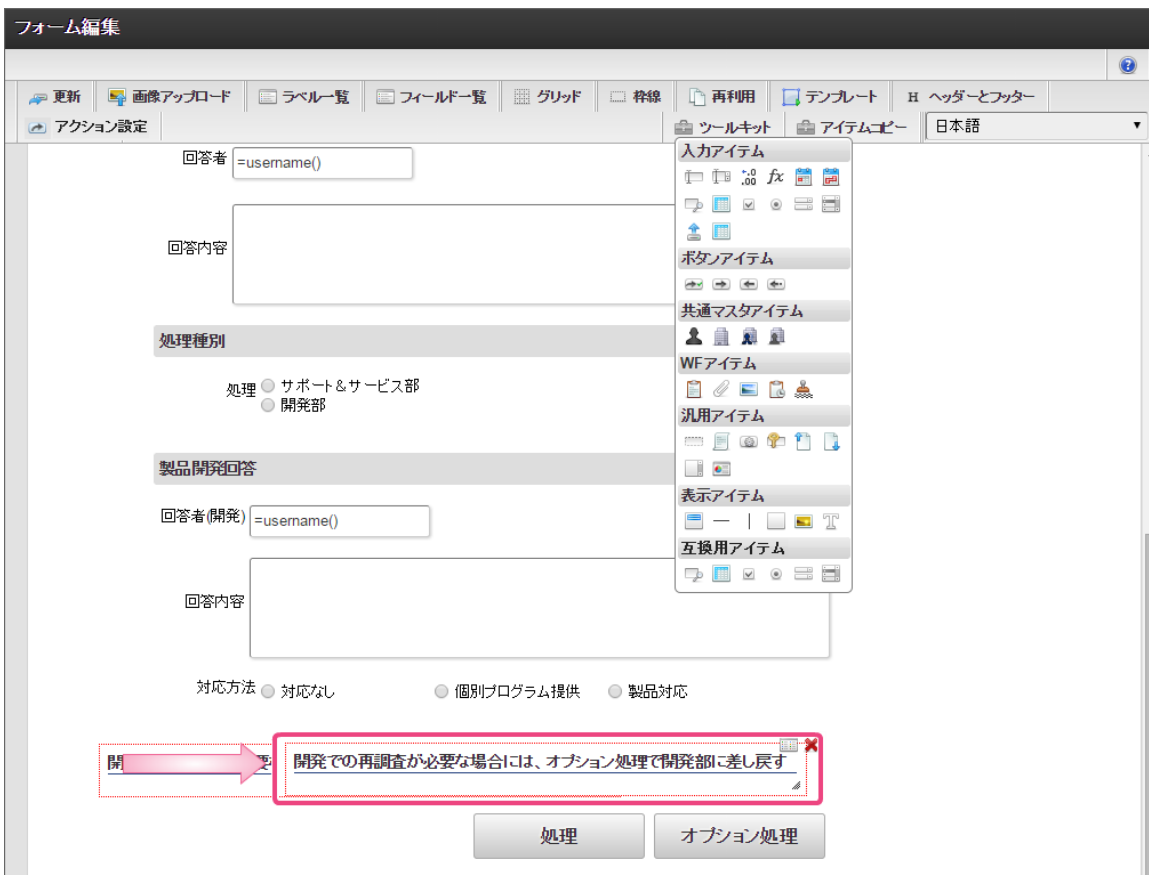 フォーム編集
更新 画像アップロード ラベル一覧 フィールド一覧 グリッド 枠線 再利用 テンプレート H ヘッダーとフッター
アクション設定 ツールキット アイテムコピー 日本語
入力アイテム
回答者 =username()
回答内容
ボタンアイテム
共通マスタアイテム
処理種別
WFアイテム
処理 サポート&サービス部
開発部
汎用アイテム
製品開発回答
表示アイテム
回答者(開発) =username()
互換用アイテム
回答内容
対応方法 対応なし 個別プログラム提供 製品対応
開 要 開発での再調査が必要な場合には、オプション処理で開発部に差し戻す
処理 オプション処理